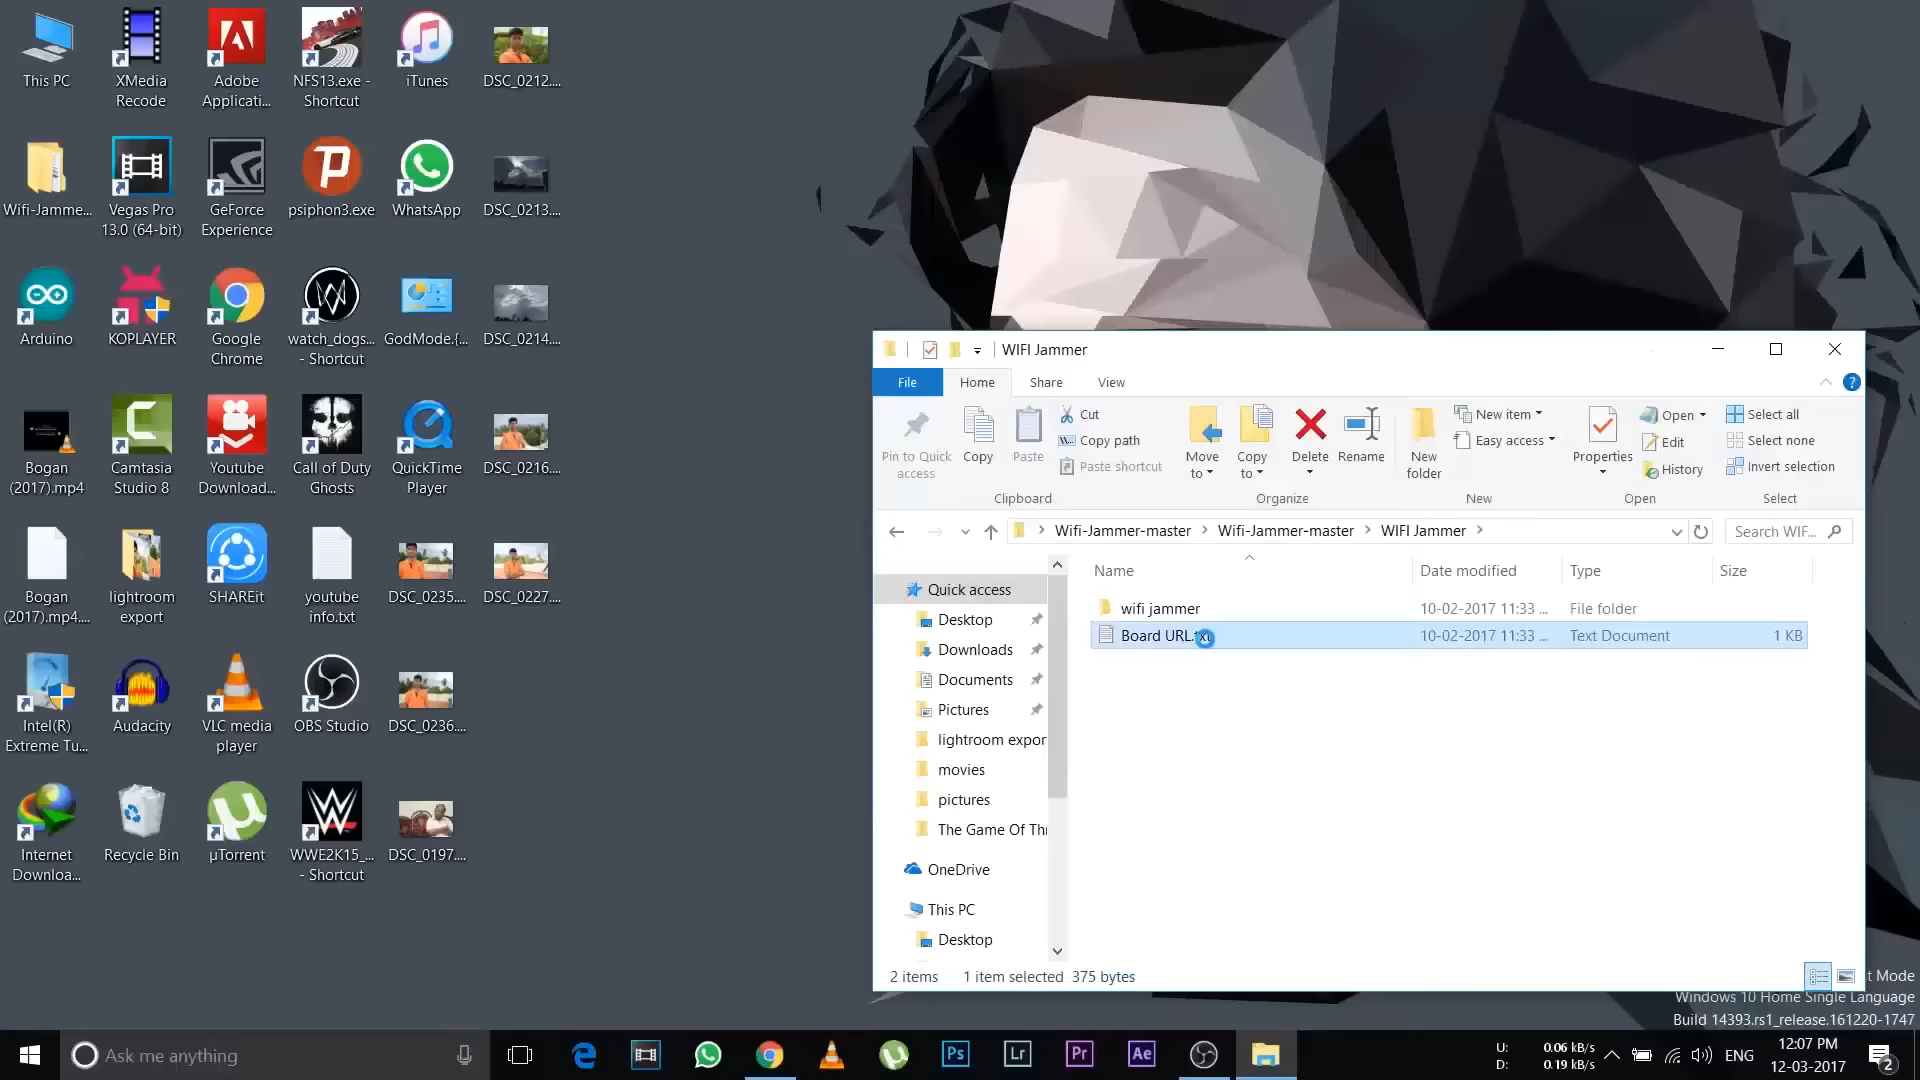 This PC
XMedia
Recode
Adobe
Applicati...
NFS13.exe -
Shortcut
iTunes
DSC_0212....
Wifi-Jamme...
Vegas Pro
13.0 (64-bit)
GeForce
Experience
psiphon3.exe
WhatsApp
DSC_0213....
Arduino
KOPLAYER
Google
Chrome
watch_dogs...
- Shortcut
GodMode.{...
DSC_0214....
Bogan
(2017).mp4
Camtasia
Studio 8
Youtube
Download...
Call of Duty
Ghosts
QuickTime
Player
DSC_0216....
Bogan
(2017).mp4....
lightroom
export
SHAREit
youtube
info.txt
DSC_0235....
DSC_0227....
Intel(R)
Extreme Tu...
Audacity
VLC media
player
OBS Studio
DSC_0236....
Internet
Downloa...
Recycle Bin
µTorrent
WWE2K15_...
- Shortcut
DSC_0197....
WIFI Jammer
File
Home
Share
View
Pin to Quick
access
Copy
Paste
Cut
Copy path
Paste shortcut
Clipboard
Move
to
Copy
to
Delete
Rename
Organize
New
folder
New item
Easy access
New
Properties
Open
Edit
History
Open
Select all
Select none
Invert selection
Select
Wifi-Jammer-master
Wifi-Jammer-master
WIFI Jammer
Search WIF...
Quick access
Desktop
Downloads
Documents
Pictures
lightroom expor
movies
pictures
The Game Of Thr
OneDrive
This PC
Desktop
Name
Date modified
Type
Size
wifi jammer
10-02-2017 11:33 ...
File folder
Board URL.txt
10-02-2017 11:33 ...
Text Document
1 KB
2 items
1 item selected
375 bytes
t Mode
Windows 10 Home Single Language
Build 14393.rs1_release.161220-1747
Ask me anything
Ps
Lr
Pr
Ae
U:
0.06 kB/s
D:
0.19 kB/s
ENG
12:07 PM
12-03-2017
2